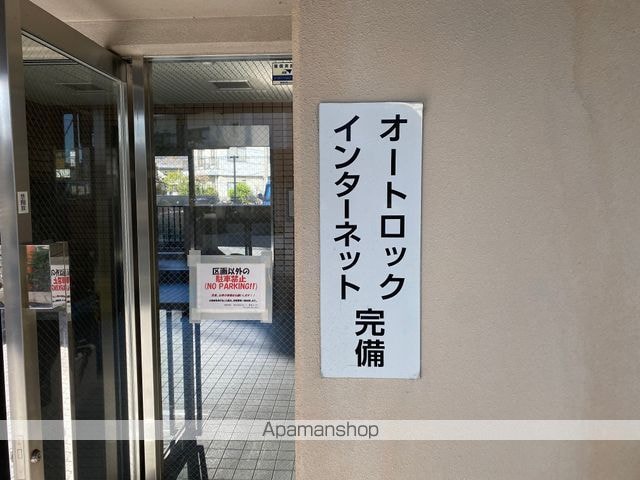 オートロック
インターネット
完備
区画以外の
駐車禁止
(NO PARKING!!)
Apamanshop